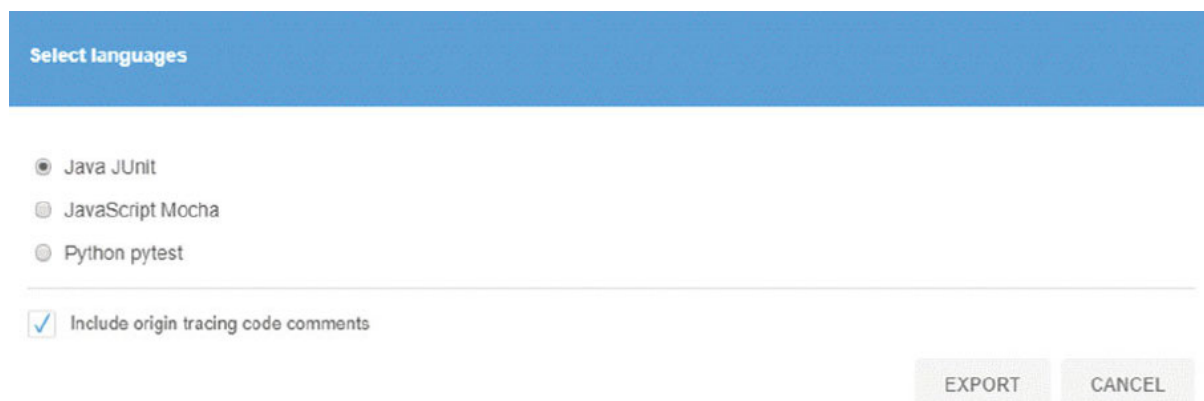 Select languages
Java JUnit
JavaScript Mocha
Python pytest
Include origin tracing code comments
EXPORT CANCEL